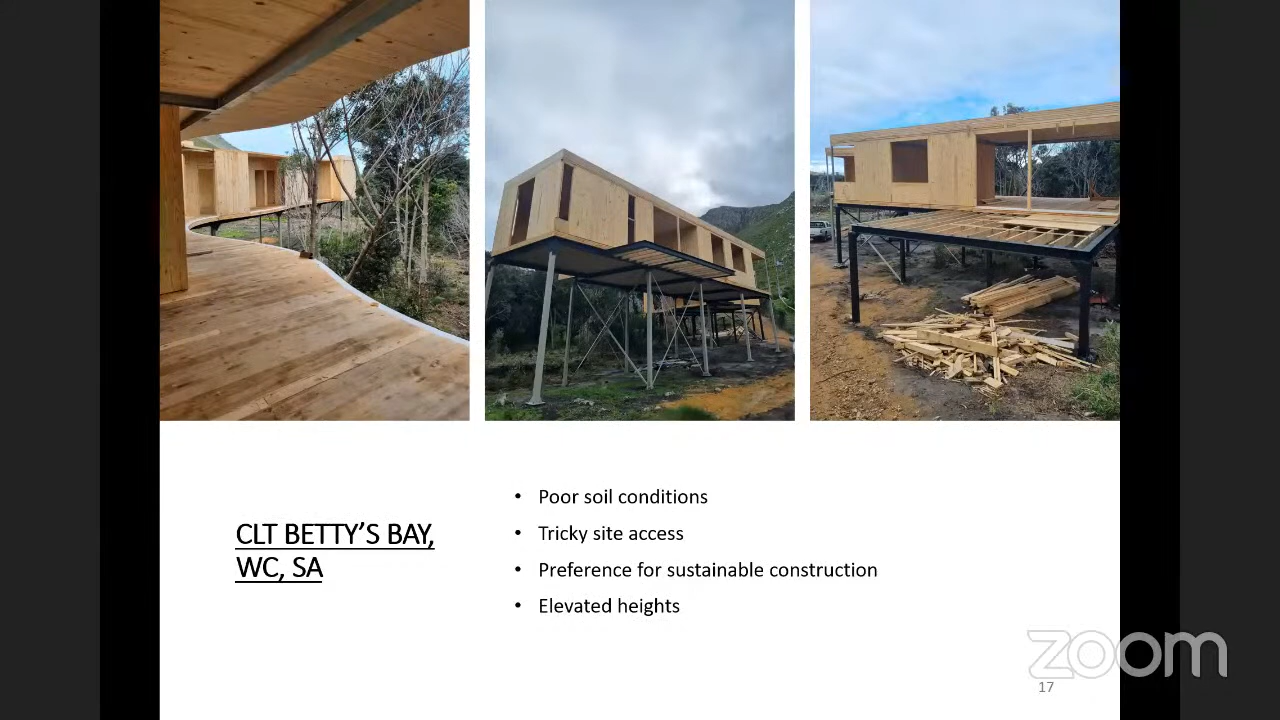 CLT BETTY’S BAY,
WC, SA
• Poor soil conditions
• Tricky site access
• Preference for sustainable construction
• Elevated heights
zoom
17